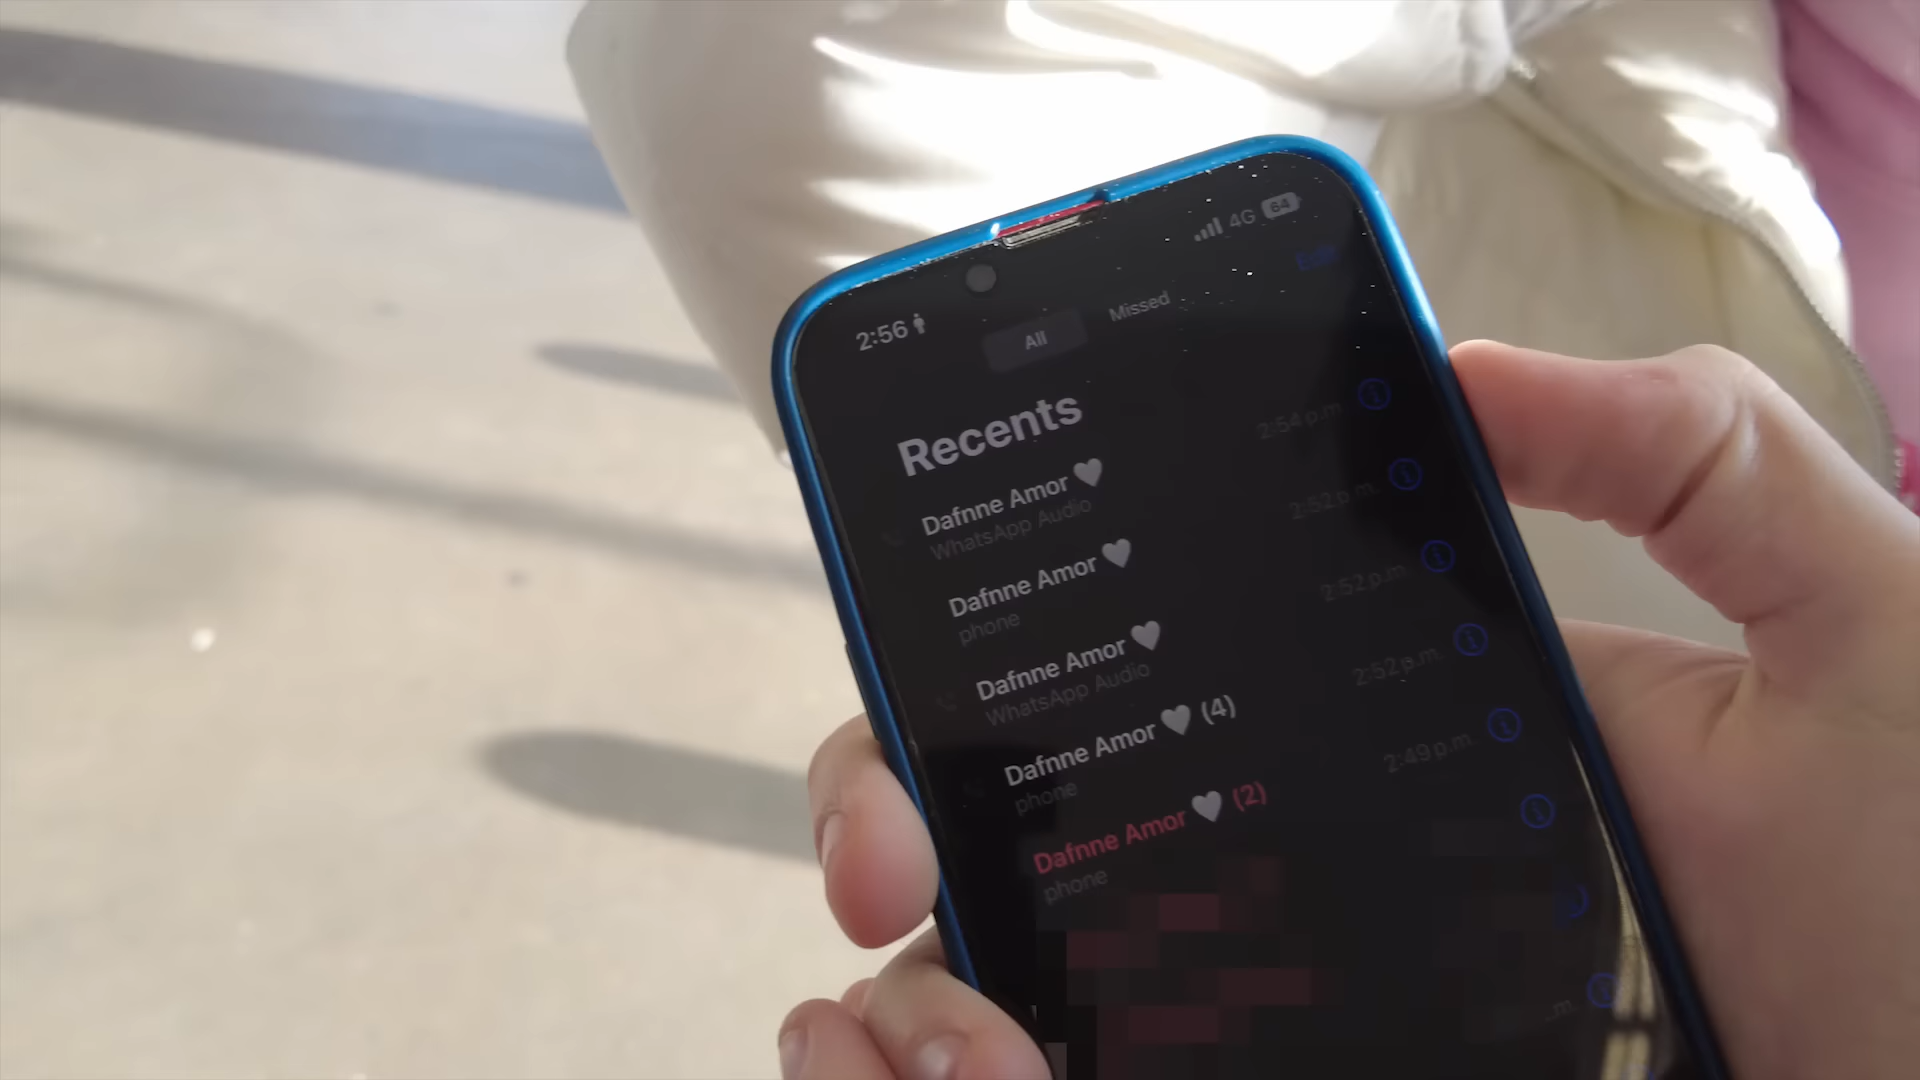 2:56
4G 64
Edit
All Missed
Recents
Dafnne Amor 🤍
WhatsApp Audio
2:54 p.m.
Dafnne Amor 🤍
phone
2:52 p.m.
Dafnne Amor 🤍
WhatsApp Audio
2:52 p.m.
Dafnne Amor 🤍 (4)
phone
2:52 p.m.
Dafnne Amor 🤍 (2)
phone
2:49 p.m.